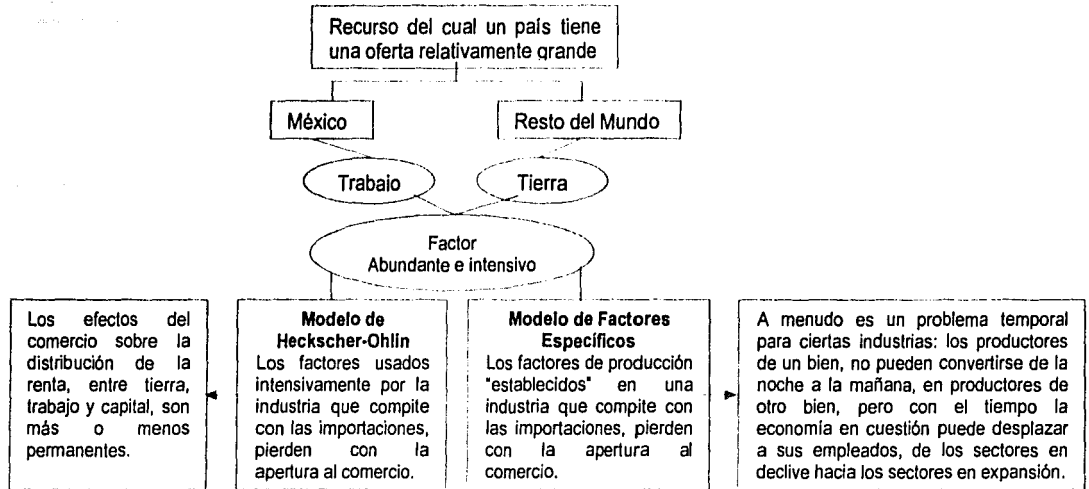 Recurso del cual un país tiene
una oferta relativamente grande
México
Resto del Mundo
Trabajo
Tierra
Factor
Abundante e intensivo
Los efectos del
comercio sobre la
distribución de la
renta, entre tierra,
trabajo y capital, son
más o menos
permanentes.
Modelo de
Heckscher-Ohlin
Los factores usados
intensivamente por la
industria que compite
con las importaciones,
pierden con la
apertura al comercio.
Modelo de Factores
Específicos
Los factores de producción
"establecidos" en una
industria que compite con
las importaciones, pierden
con la apertura al
comercio.
A menudo es un problema temporal
para ciertas industrias: los productores
de un bien, no pueden convertirse de la
noche a la mañana, en productores de
otro bien, pero con el tiempo la
economía en cuestión puede desplazar
a sus empleados, de los sectores en
declive hacia los sectores en expansión.